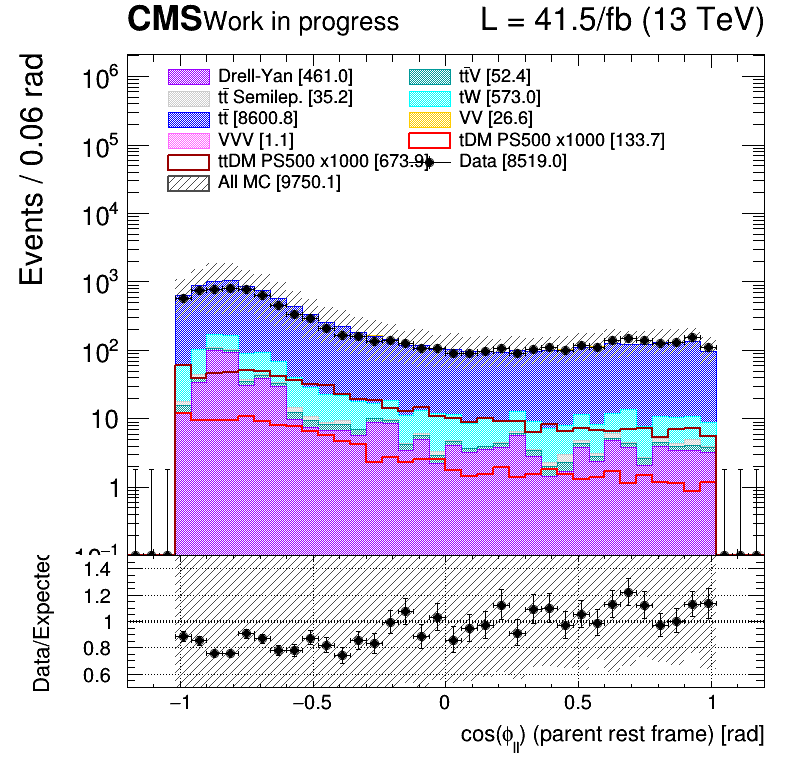 CMS Work in progress L = 41.5/fb (13 TeV)
Events / 0.06 rad
10⁶
10⁵
10⁴
10³
10²
10
1
10⁻¹
Drell-Yan [461.0]
tt̄ Semilep. [35.2]
tt̄ [8600.8]
VVV [1.1]
ttDM PS500 x1000 [673.9]
All MC [9750.1]
tt̄V [52.4]
tW [573.0]
VV [26.6]
tDM PS500 x1000 [133.7]
Data [8519.0]
Data/Expected
1.4
1.2
1
0.8
0.6
−1 −0.5 0 0.5 1
cos(ϕ_ll) (parent rest frame) [rad]